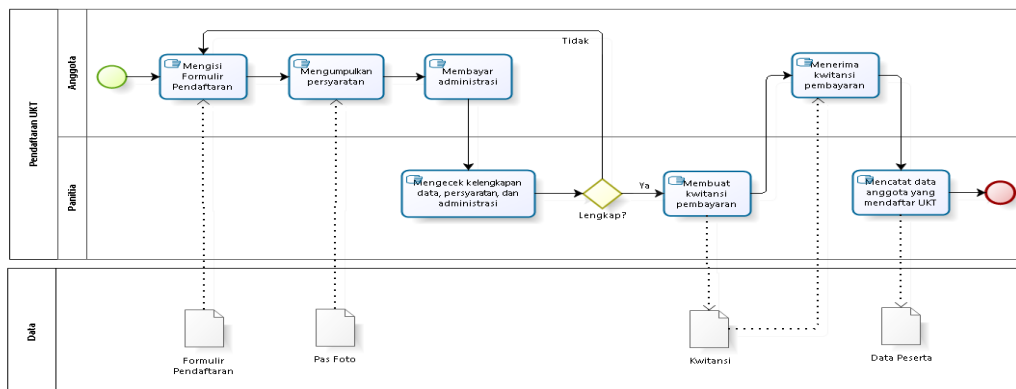 Pendaftaran UKT
Anggota
Mengisi
Formulir
Pendaftaran
Mengumpulkan
persyaratan
Membayar
administrasi
Tidak
Menerima
kwitansi
pembayaran
Panitia
Mengecek kelengkapan
data, persyaratan, dan
administrasi
Lengkap?
Ya
Membuat
kwitansi
pembayaran
Mencatat data
anggota yang
mendaftar UKT
Data
Formulir
Pendaftaran
Pas Foto
Kwitansi
Data Peserta